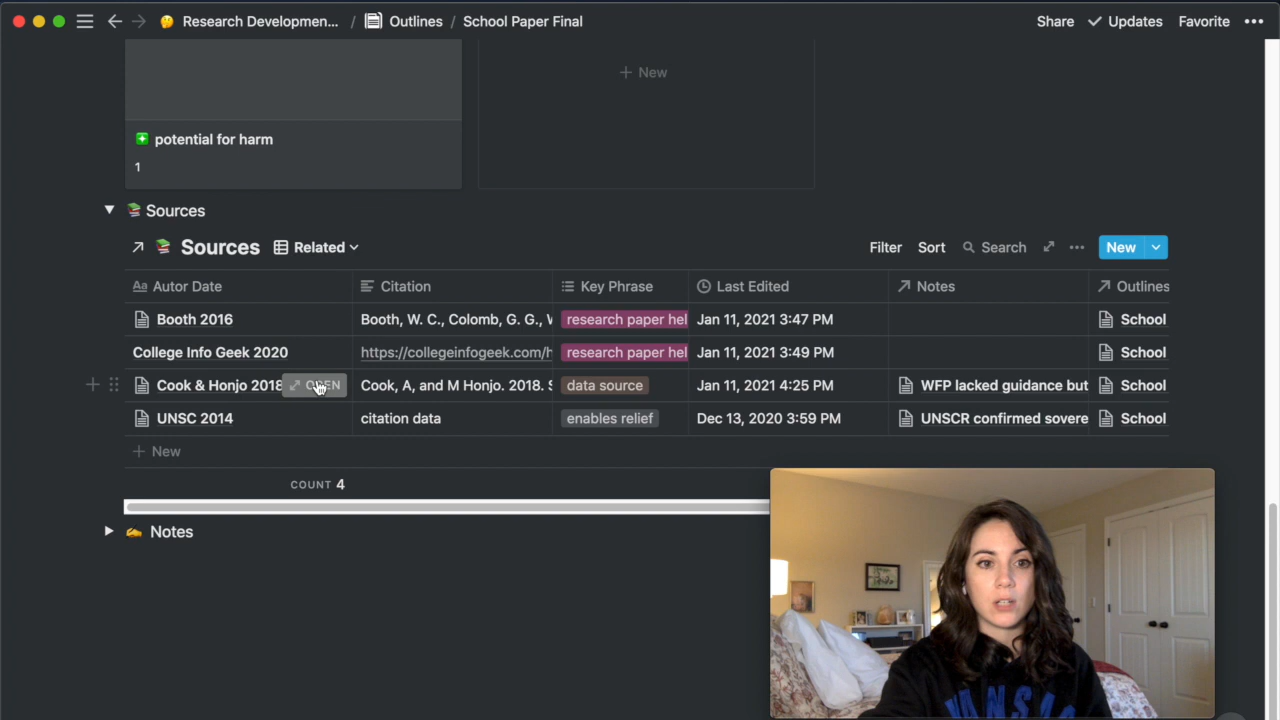 Research Developmen... / Outlines / School Paper Final
Share Updates Favorite
New
potential for harm
1
Sources
Sources Related
Filter Sort Search New
Aa Autor Date Citation Key Phrase Last Edited Notes Outlines
Booth 2016 Booth, W. C., Colomb, G. G., research paper hel Jan 11, 2021 3:47 PM School
College Info Geek 2020 https://collegeinfogeek.com/h research paper hel Jan 11, 2021 3:49 PM School
Cook & Honjo 2018 OPEN Cook, A, and M Honjo. 2018. S data source Jan 11, 2021 4:25 PM WFP lacked guidance but School
UNSC 2014 citation data enables relief Dec 13, 2020 3:59 PM UNSCR confirmed sovere School
New
COUNT 4
Notes